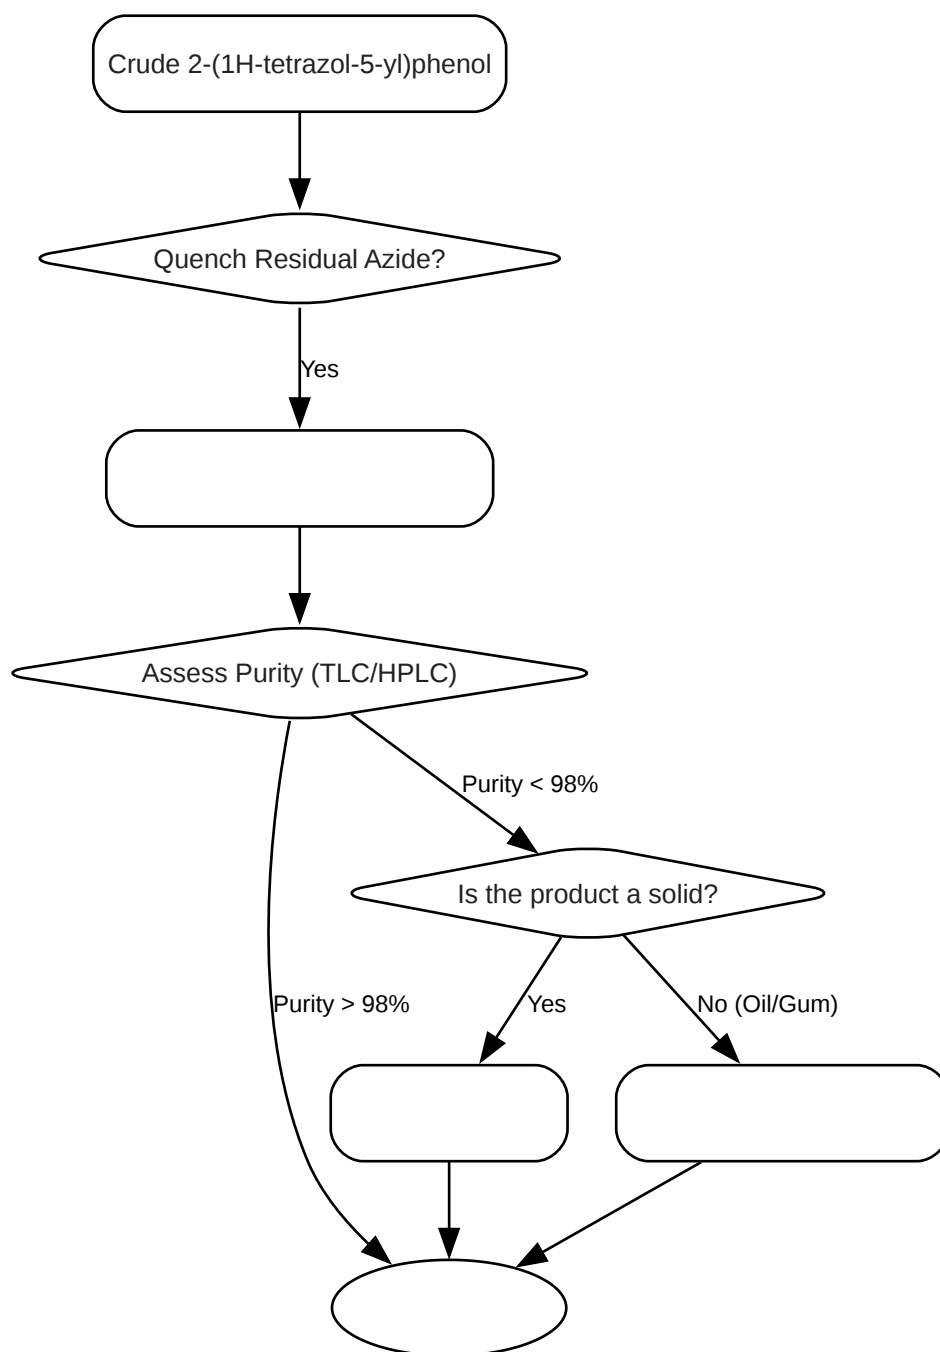 Crude 2-(1H-tetrazol-5-yl)phenol
Quench Residual Azide?
Yes
Assess Purity (TLC/HPLC)
Purity < 98%
Is the product a solid?
Purity > 98%
Yes
No (Oil/Gum)